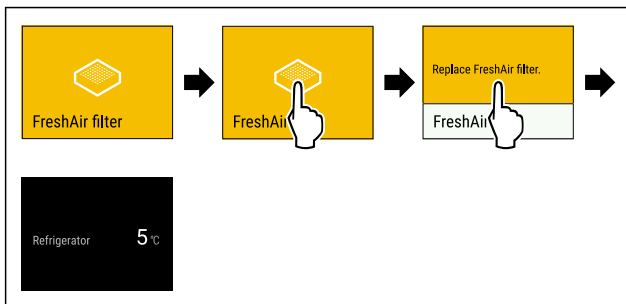 FreshAir filter
FreshAi
Replace FreshAir filter.
FreshAi
Refrigerator 5 °C